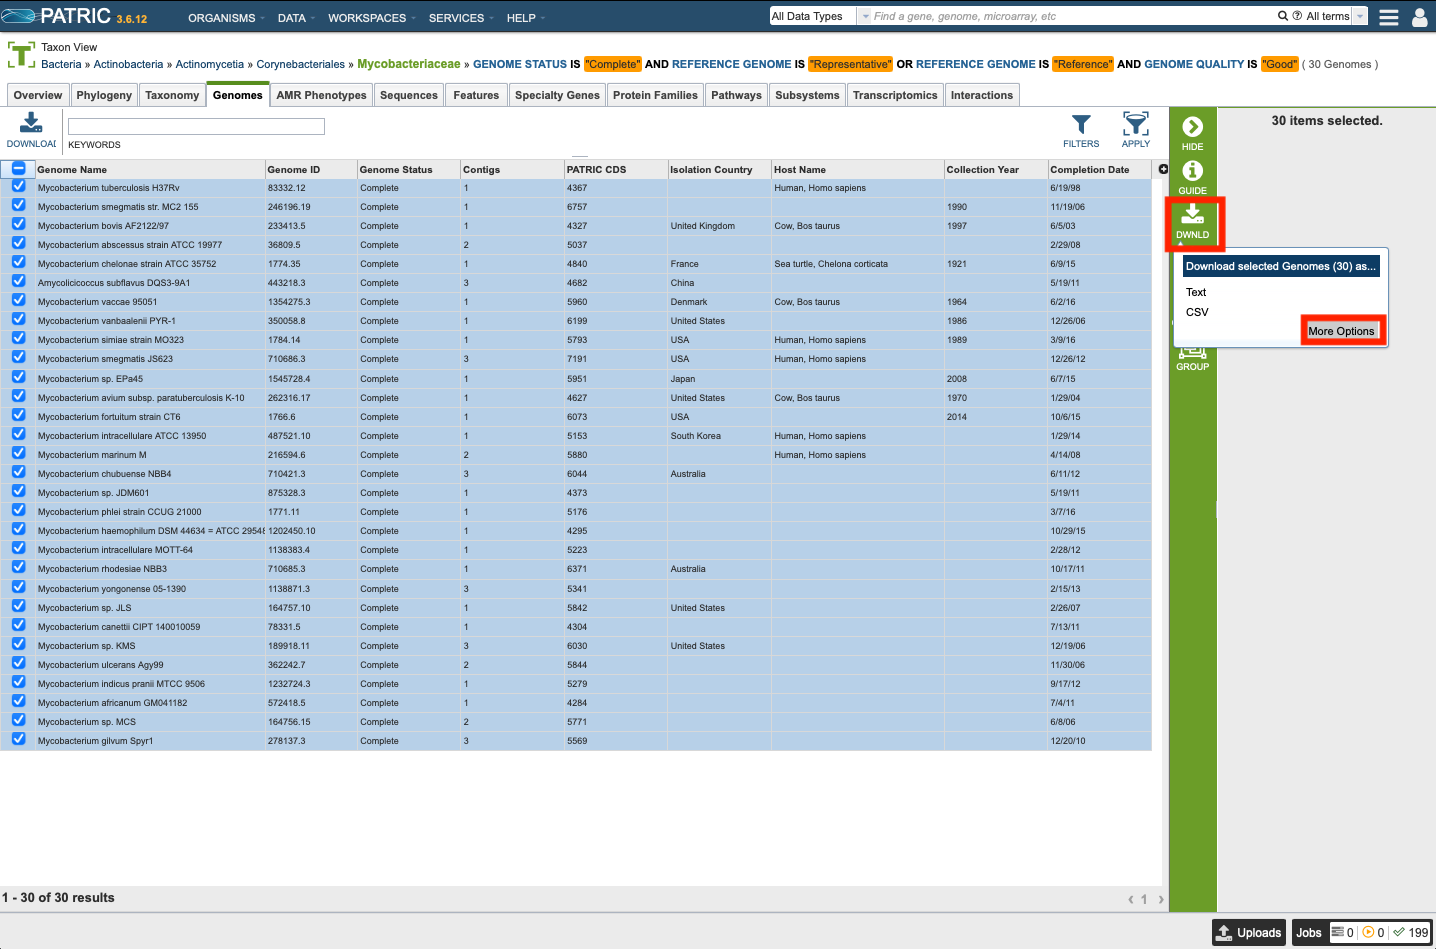 PATRIC 3.6.12 ORGANISMS DATA WORKSPACES SERVICES HELP All Data Types Find a gene, genome, microarray, etc All terms
Taxon View
Bacteria » Actinobacteria » Actinomycetia » Corynebacteriales » Mycobacteriaceae » GENOME STATUS IS "Complete" AND REFERENCE GENOME IS "Representative" OR REFERENCE GENOME IS "Reference" AND GENOME QUALITY IS "Good" ( 30 Genomes )
Overview Phylogeny Taxonomy Genomes AMR Phenotypes Sequences Features Specialty Genes Protein Families Pathways Subsystems Transcriptomics Interactions
DOWNLOAD KEYWORDS FILTERS APPLY
HIDE
GUIDE
DWNLD
30 items selected.
Download selected Genomes (30) as...
Text
CSV
More Options
GROUP
Genome Name Genome ID Genome Status Contigs PATRIC CDS Isolation Country Host Name Collection Year Completion Date
Mycobacterium tuberculosis H37Rv 83332.12 Complete 1 4367 Human, Homo sapiens 6/19/98
Mycobacterium smegmatis str. MC2 155 246196.19 Complete 1 6757 1990 11/19/06
Mycobacterium bovis AF2122/97 233413.5 Complete 1 4327 United Kingdom Cow, Bos taurus 1997 6/5/03
Mycobacterium abscessus strain ATCC 19977 36809.5 Complete 2 5037 2/29/08
Mycobacterium chelonae strain ATCC 35752 1774.35 Complete 1 4840 France Sea turtle, Chelona corticata 1921 6/9/15
Amycolicicoccus subflavus DQS3-9A1 443218.3 Complete 3 4682 China 5/19/11
Mycobacterium vaccae 95051 1354275.3 Complete 1 5960 Denmark Cow, Bos taurus 1964 6/2/16
Mycobacterium vanbaalenii PYR-1 350058.8 Complete 1 6199 United States 1986 12/26/06
Mycobacterium simiae strain MO323 1784.14 Complete 1 5793 USA Human, Homo sapiens 1989 3/9/16
Mycobacterium smegmatis JS623 710686.3 Complete 3 7191 USA Human, Homo sapiens 12/26/12
Mycobacterium sp. EPa45 1545728.4 Complete 1 5951 Japan 2008 6/7/15
Mycobacterium avium subsp. paratuberculosis K-10 262316.17 Complete 1 4627 United States Cow, Bos taurus 1970 1/29/04
Mycobacterium fortuitum strain CT6 1766.6 Complete 1 6073 USA 2014 10/6/15
Mycobacterium intracellulare ATCC 13950 487521.10 Complete 1 5153 South Korea Human, Homo sapiens 1/29/14
Mycobacterium marinum M 216594.6 Complete 2 5880 Human, Homo sapiens 4/14/08
Mycobacterium chubuense NBB4 710421.3 Complete 3 6044 Australia 6/11/12
Mycobacterium sp. JDM601 875328.3 Complete 1 4373 5/19/11
Mycobacterium phlei strain CCUG 21000 1771.11 Complete 1 5176 3/7/16
Mycobacterium haemophilum DSM 44634 = ATCC 29548 1202450.10 Complete 1 4295 10/29/15
Mycobacterium intracellulare MOTT-64 1138383.4 Complete 1 5223 2/28/12
Mycobacterium rhodesiae NBB3 710685.3 Complete 1 6371 Australia 10/17/11
Mycobacterium yongonense 05-1390 1138871.3 Complete 3 5341 2/15/13
Mycobacterium sp. JLS 164757.10 Complete 1 5842 United States 2/26/07
Mycobacterium canettii CIPT 140010059 78331.5 Complete 1 4304 7/13/11
Mycobacterium sp. KMS 189918.11 Complete 3 6030 United States 12/19/06
Mycobacterium ulcerans Agy99 362242.7 Complete 2 5844 11/30/06
Mycobacterium indicus pranii MTCC 9506 1232724.3 Complete 1 5279 9/17/12
Mycobacterium africanum GM041182 572418.5 Complete 1 4284 7/4/11
Mycobacterium sp. MCS 164756.15 Complete 2 5771 6/8/06
Mycobacterium gilvum Spyr1 278137.3 Complete 3 5569 12/20/10
1 - 30 of 30 results ‹ 1 ›
Uploads Jobs 0 0 199